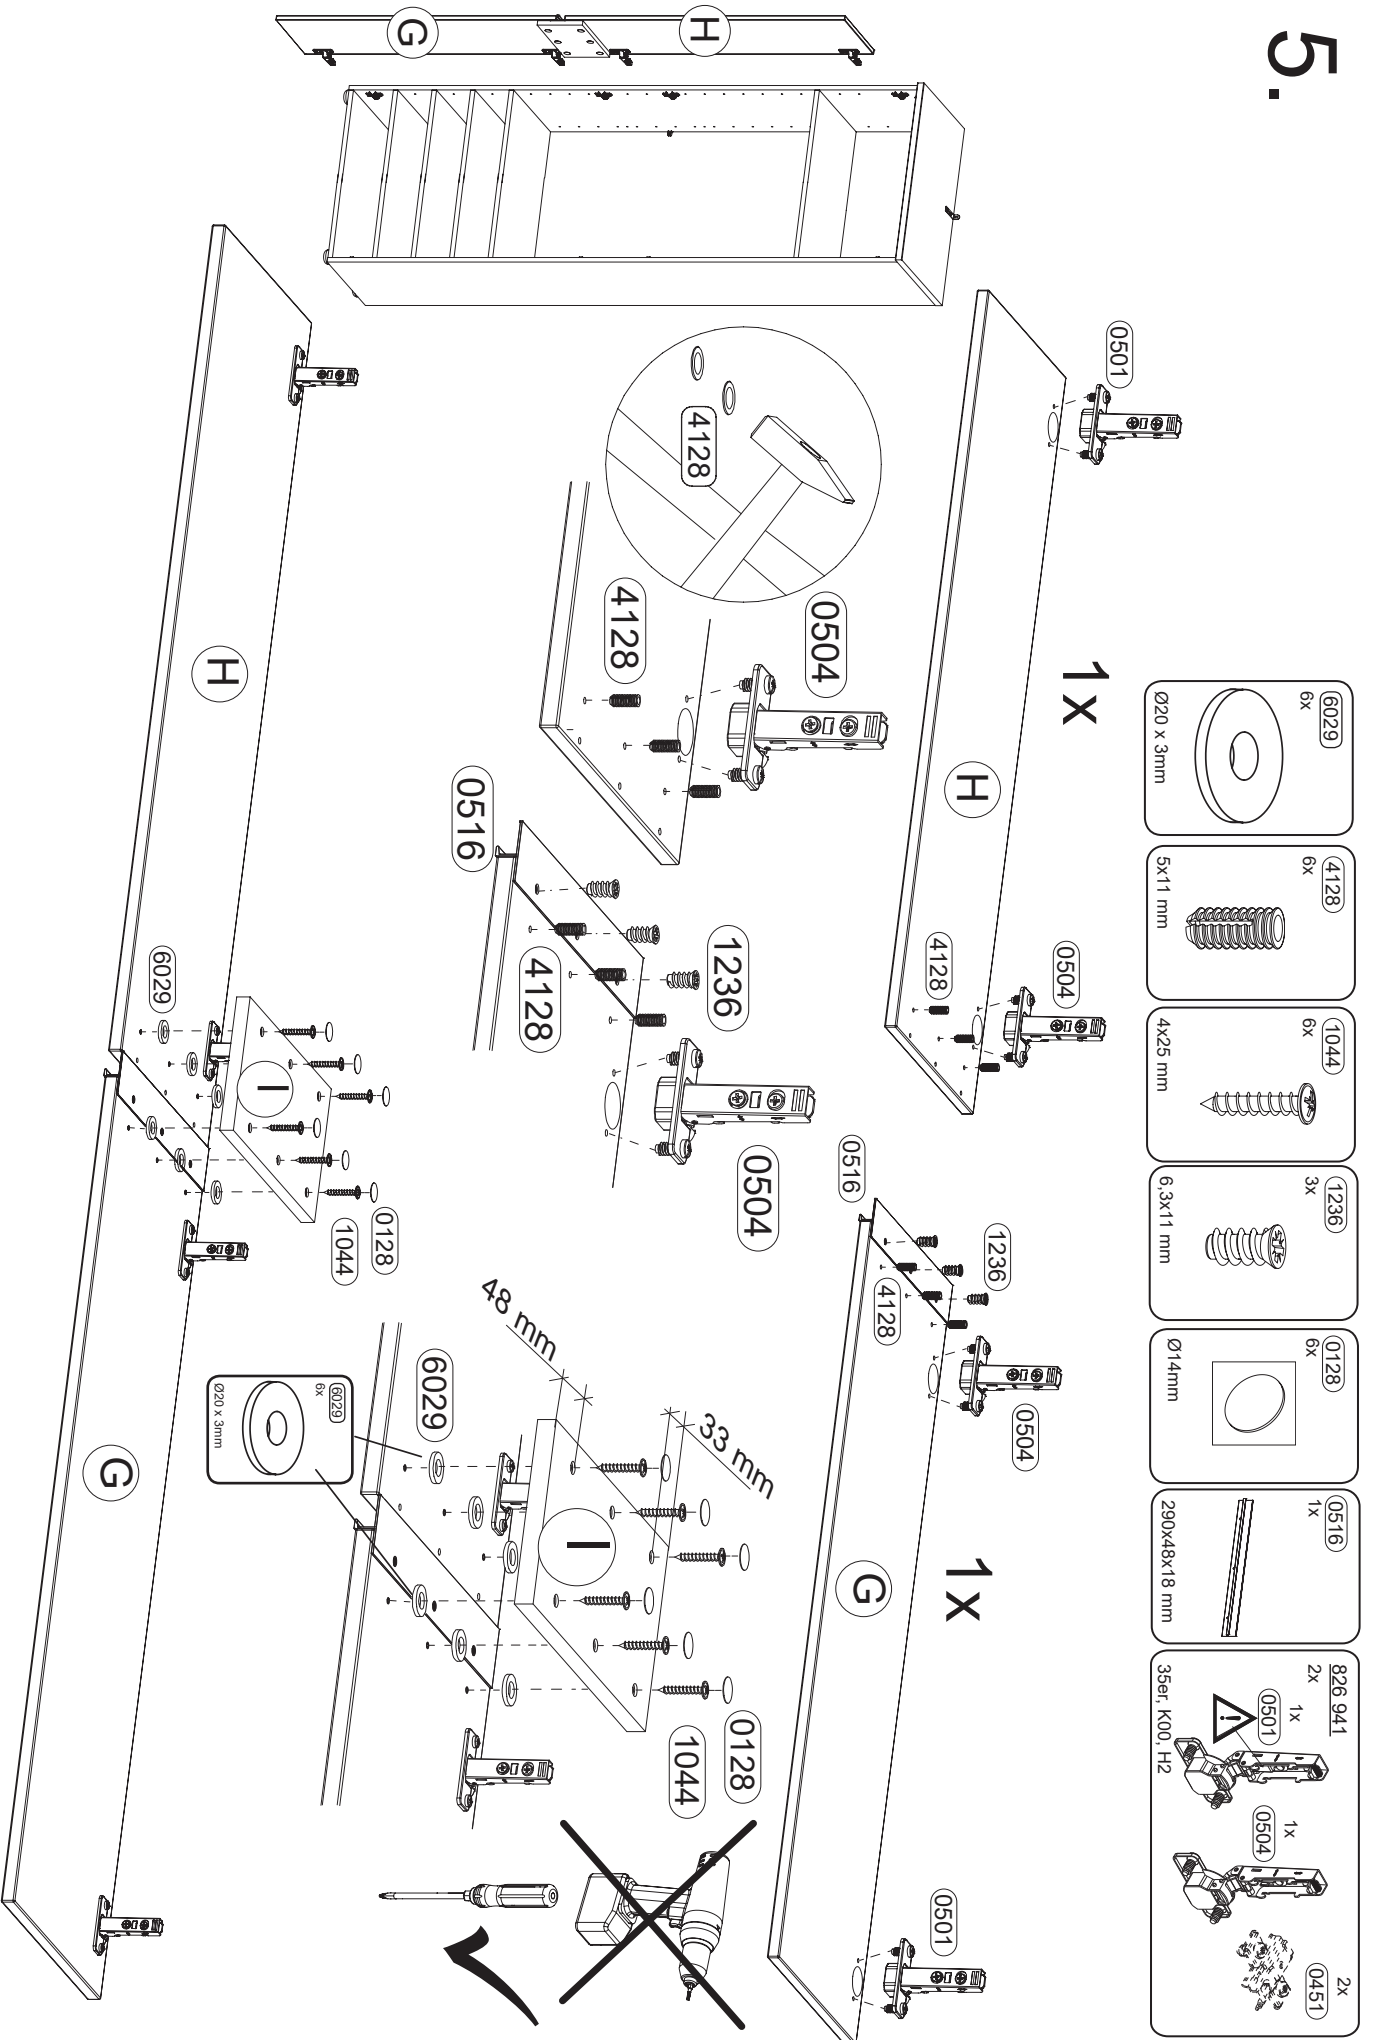 5.
6029
6x
Ø20 x 3mm
4128
6x
5x11 mm
1044
6x
4x25 mm
1236
3x
6,3x11 mm
0128
6x
Ø14mm
0516
1x
290x48x18 mm
826 941
2x
1x
0501
1x
0504
2x
0451
35er, K00, H2
H
G
0501
1x
H
0504
4128
4128
0504
4128
0516
4128
1236
0504
0516
1236
4128
0504
1x
G
0501
H
6029
I
0128
1044
G
48 mm
33 mm
6029
I
0128
1044
6029
6x
Ø20 x 3mm